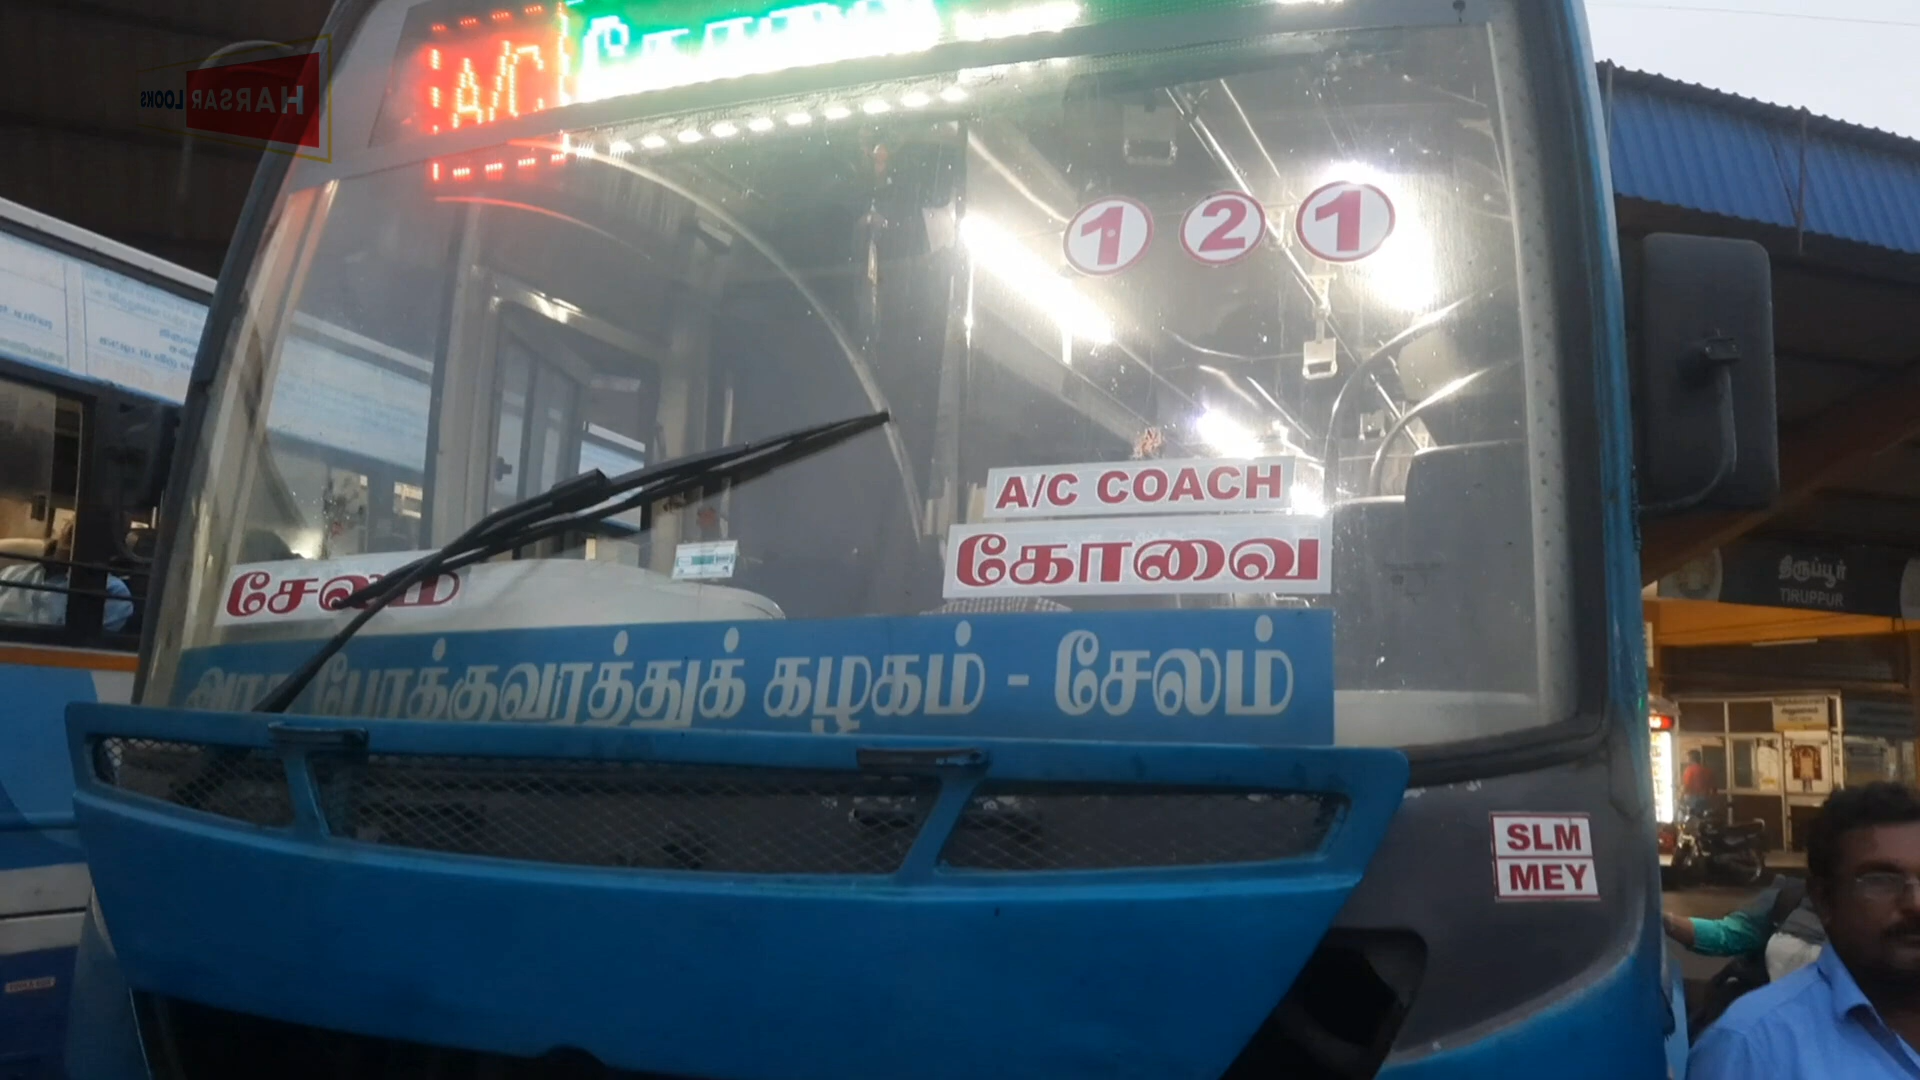 HARSAR LOOKS
A/C
1 2 1
A/C COACH
கோவை
சேலம்
போக்குவரத்துக் கழகம் - சேலம்
திருப்பூர்
TIRUPPUR
SLM
MEY